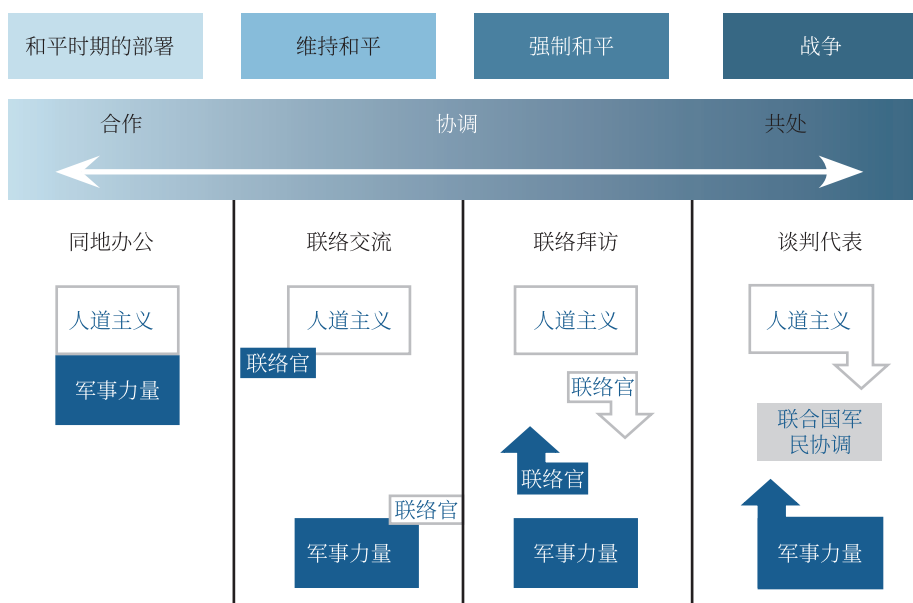 和平时期的部署
维持和平
强制和平
战争
合作
协调
共处
同地办公
联络交流
联络拜访
谈判代表
人道主义
人道主义
人道主义
人道主义
联络官
军事力量
联络官
联络官
联合国军
民协调
联络官
军事力量
军事力量
军事力量